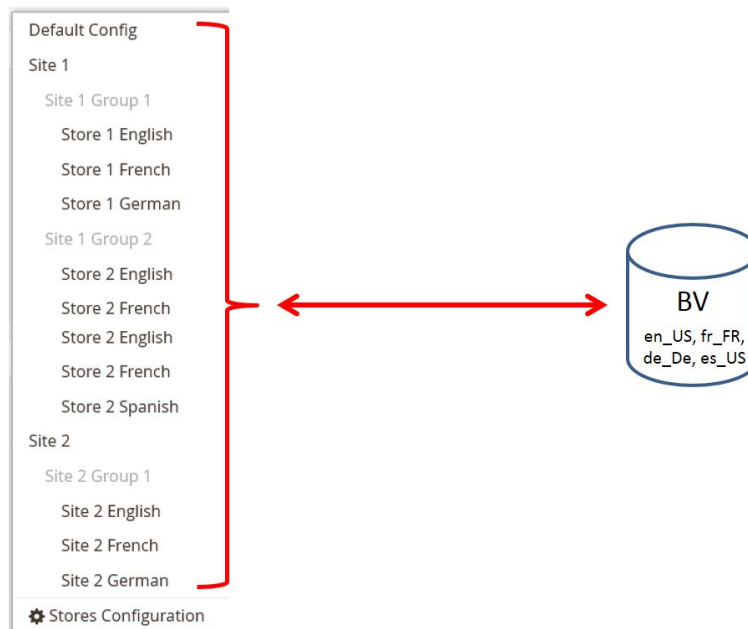 Default Config
Site 1
Site 1 Group 1
Store 1 English
Store 1 French
Store 1 German
Site 1 Group 2
Store 2 English
Store 2 French
Store 2 English
Store 2 French
Store 2 Spanish
Site 2
Site 2 Group 1
Site 2 English
Site 2 French
Site 2 German
Stores Configuration
BV
en_US, fr_FR,
de_De, es_US